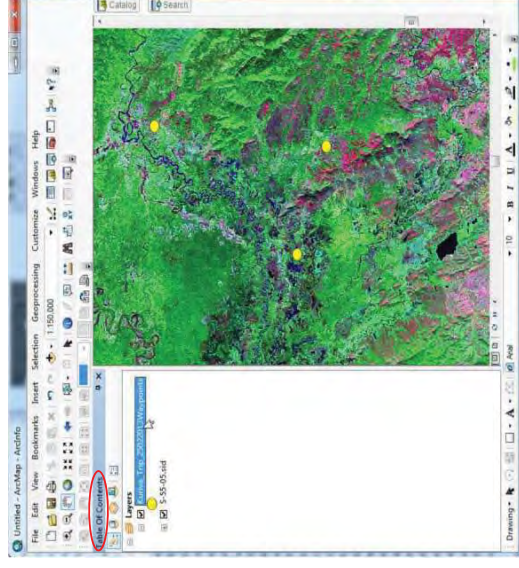 Untitled - ArcMap - ArcInfo
File Edit View Bookmarks Insert Selection Geoprocessing Customize Windows Help
1:150,000
Table Of Contents
Layers
Trip_25022013Waypoints
S-55-05.sid
Catalog
Search
Drawing
Arial
10
B I U A